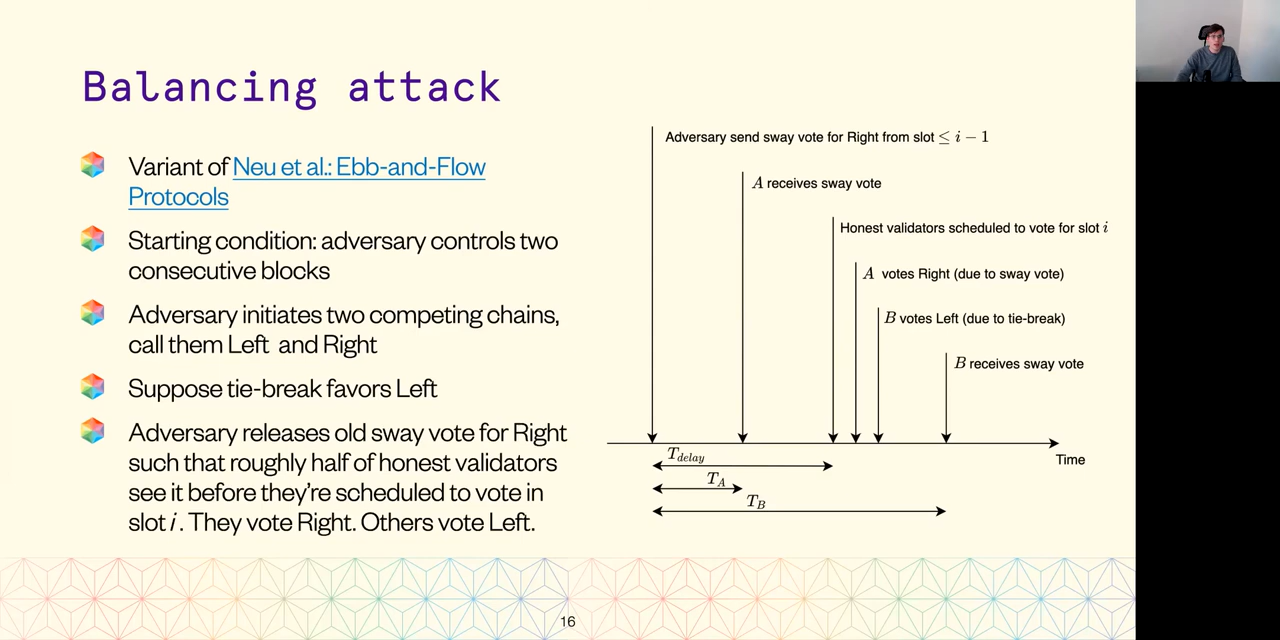 Balancing attack
Variant of Neu et al.: Ebb-and-Flow
Protocols
Starting condition: adversary controls two
consecutive blocks
Adversary initiates two competing chains,
call them Left and Right
Suppose tie-break favors Left
Adversary releases old sway vote for Right
such that roughly half of honest validators
see it before they're scheduled to vote in
slot i. They vote Right. Others vote Left.
Adversary send sway vote for Right from slot ≤ i − 1
A receives sway vote
Honest validators scheduled to vote for slot i
A votes Right (due to sway vote)
B votes Left (due to tie-break)
B receives sway vote
Time
T_delay
T_A
T_B
16